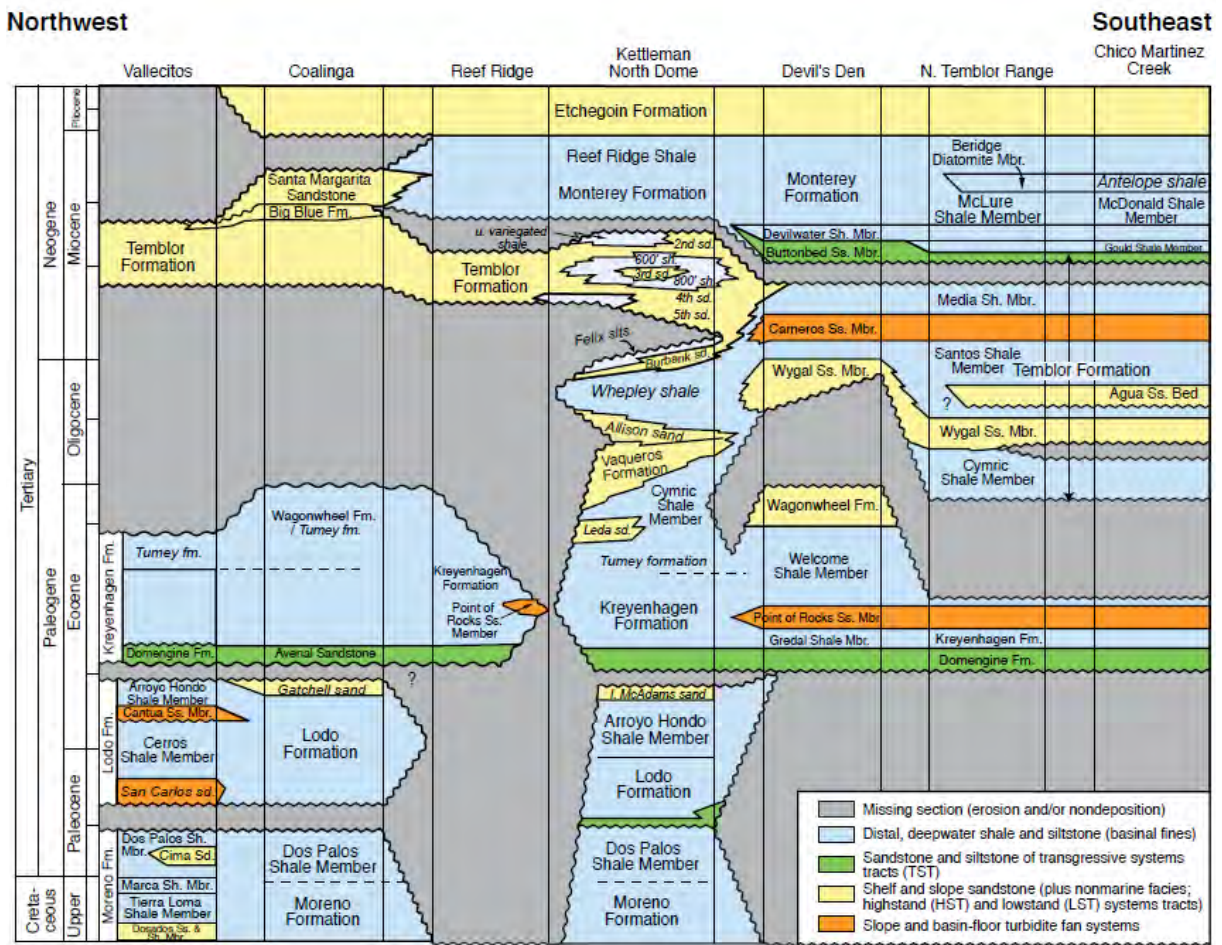 Northwest
Southeast
Vallecitos
Coalinga
Reef Ridge
Kettleman
North Dome
Devil's Den
N. Temblor Range
Chico Martinez
Creek
Tertiary
Creta-
ceous
Neogene
Paleogene
Upper
Pliocene
Miocene
Oligocene
Eocene
Paleocene
Kreyenhagen Fm.
Lodo Fm.
Moreno Fm.
Etchegoin Formation
Reef Ridge Shale
Monterey Formation
Monterey
Formation
Beridge
Diatomite Mbr.
Antelope shale
McLure
Shale Member
McDonald Shale
Member
Santa Margarita
Sandstone
Big Blue Fm.
Temblor
Formation
u. variegated
shale
2nd sd.
600' sh.
3rd sd.
800' sh.
4th sd.
5th sd.
Temblor
Formation
Devilwater Sh. Mbr.
Buttonbed Ss. Mbr.
Gould Shale Member
Media Sh. Mbr.
Carneros Ss. Mbr.
Felix slts
Burbank sd.
Santos Shale
Member
Temblor Formation
Wygal Ss. Mbr.
Whepley shale
?
Agua Ss. Bed
Allison sand
Wygal Ss. Mbr.
Vaqueros
Formation
Cymric
Shale
Member
Cymric
Shale Member
Wagonwheel Fm.
/ Tumey fm.
Wagonwheel Fm.
Leda sd.
Tumey fm.
Tumey formation
Welcome
Shale Member
Kreyenhagen
Formation
Point of
Rocks Ss.
Member
Kreyenhagen
Formation
Point of Rocks Ss. Mbr
Gredal Shale Mbr.
Kreyenhagen Fm.
Domengine Fm.
Avenal Sandstone
Domengine Fm.
Arroyo Hondo
Shale Member
Gatchell sand
?
l. McAdams sand
Cantua Ss. Mbr.
Arroyo Hondo
Shale Member
Cerros
Shale Member
Lodo
Formation
Lodo
Formation
San Carlos sd.
Dos Palos Sh.
Mbr.
Cima Sd.
Dos Palos
Shale Member
Dos Palos
Shale Member
Marca Sh. Mbr.
Tierra Loma
Shale Member
Moreno
Formation
Moreno
Formation
Dosados Ss. &
Sh. Mbr.
Missing section (erosion and/or nondeposition)
Distal, deepwater shale and siltstone (basinal fines)
Sandstone and siltstone of transgressive systems
tracts (TST)
Shelf and slope sandstone (plus nonmarine facies;
highstand (HST) and lowstand (LST) systems tracts)
Slope and basin-floor turbidite fan systems